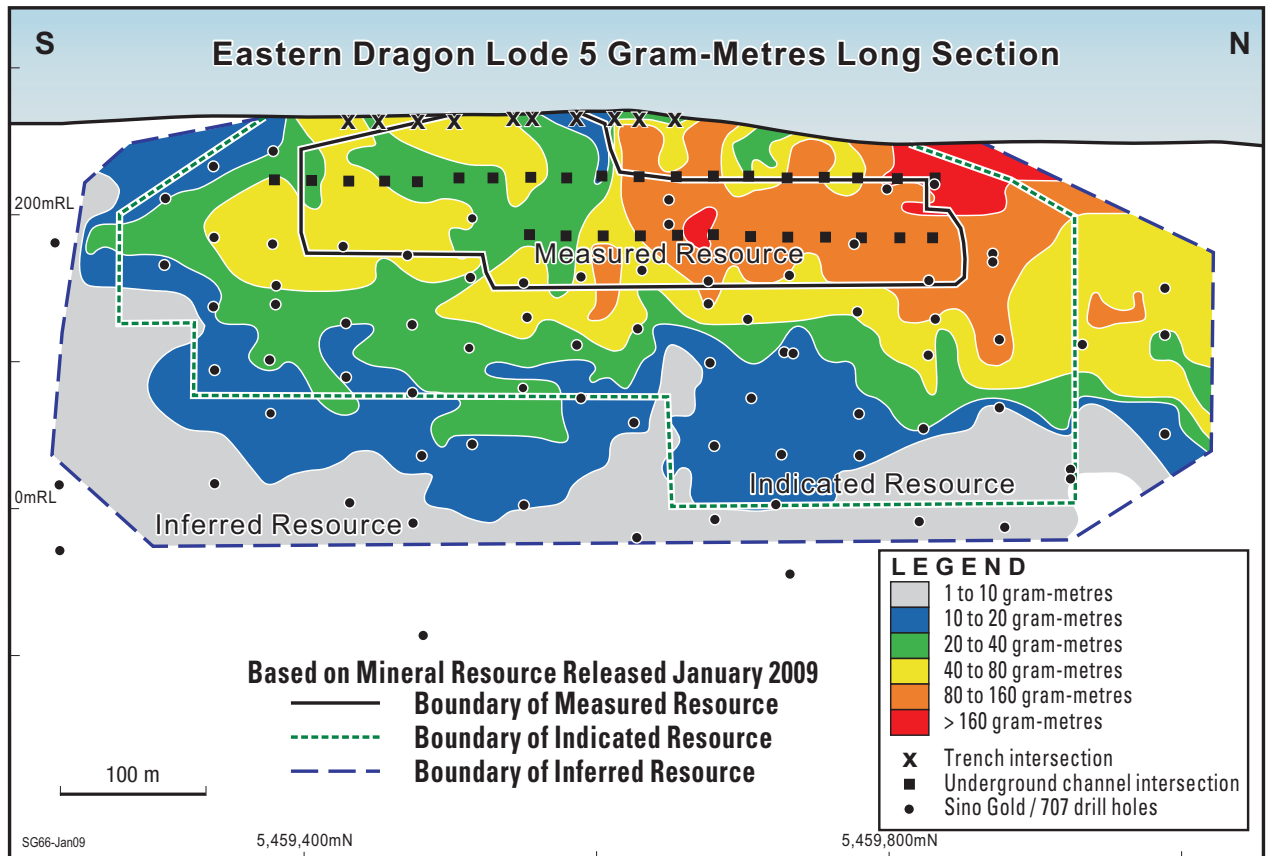 S
Eastern Dragon Lode 5 Gram-Metres Long Section
N
200mRL
Measured Resource
0mRL
Indicated Resource
Inferred Resource
LEGEND
1 to 10 gram-metres
10 to 20 gram-metres
20 to 40 gram-metres
40 to 80 gram-metres
80 to 160 gram-metres
> 160 gram-metres
x Trench intersection
Underground channel intersection
Sino Gold / 707 drill holes
Based on Mineral Resource Released January 2009
Boundary of Measured Resource
Boundary of Indicated Resource
Boundary of Inferred Resource
100 m
SG66-Jan09
5,459,400mN
5,459,800mN